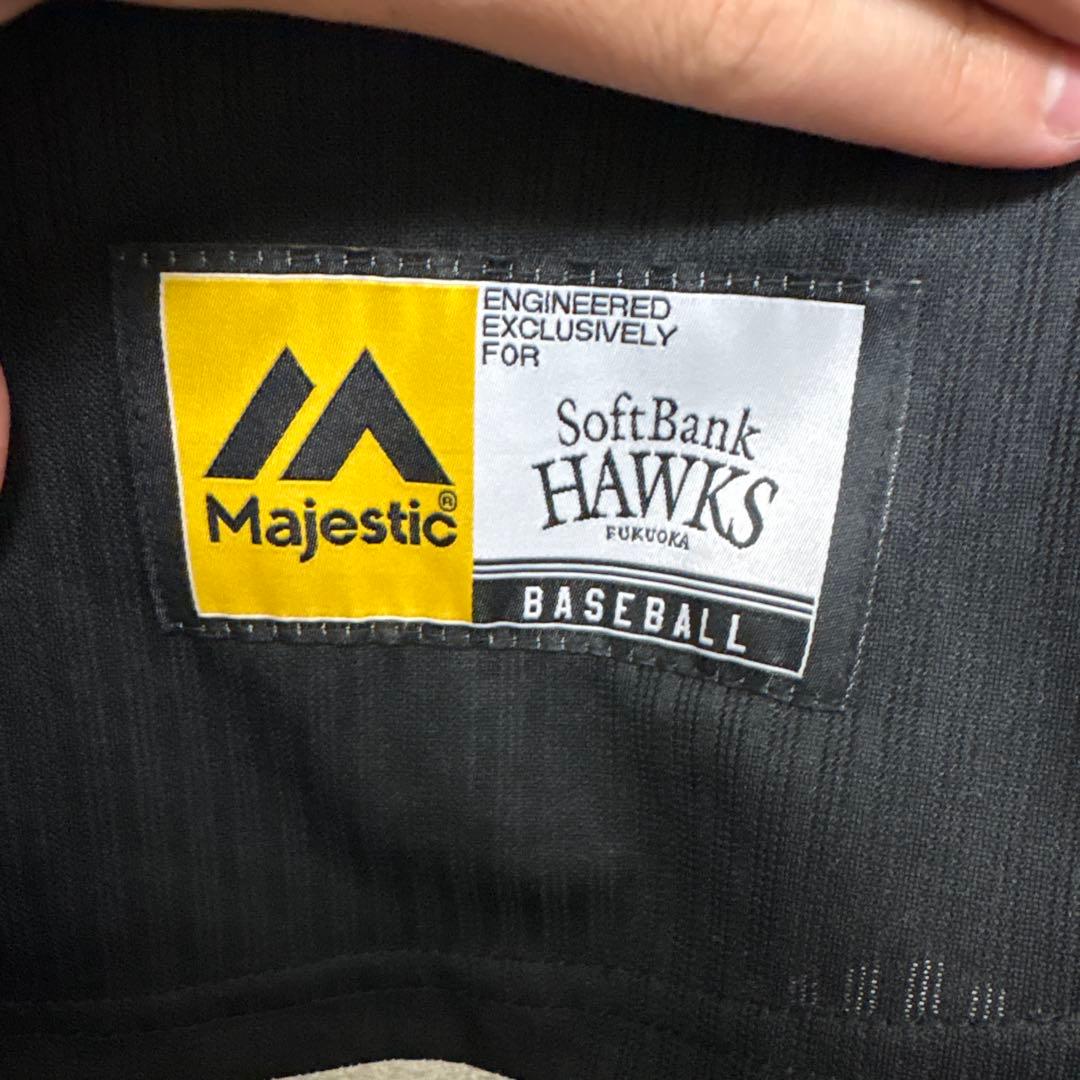 Majestic®
ENGINEERED
EXCLUSIVELY
FOR
SoftBank
HAWKS
FUKUOKA
BASEBALL